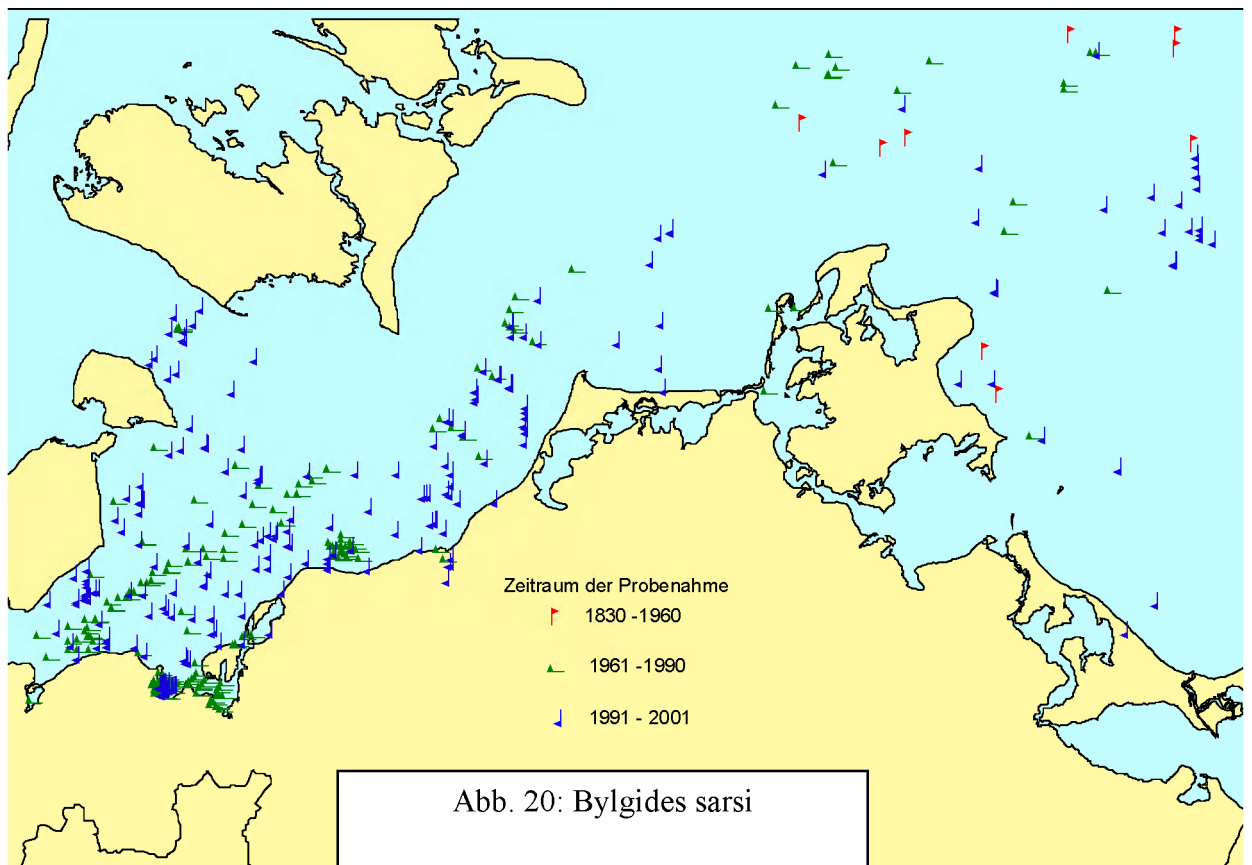 Zeitraum der Probenahme
1830 -1960
1961 -1990
1991 - 2001
Abb. 20: Bylgides sarsi